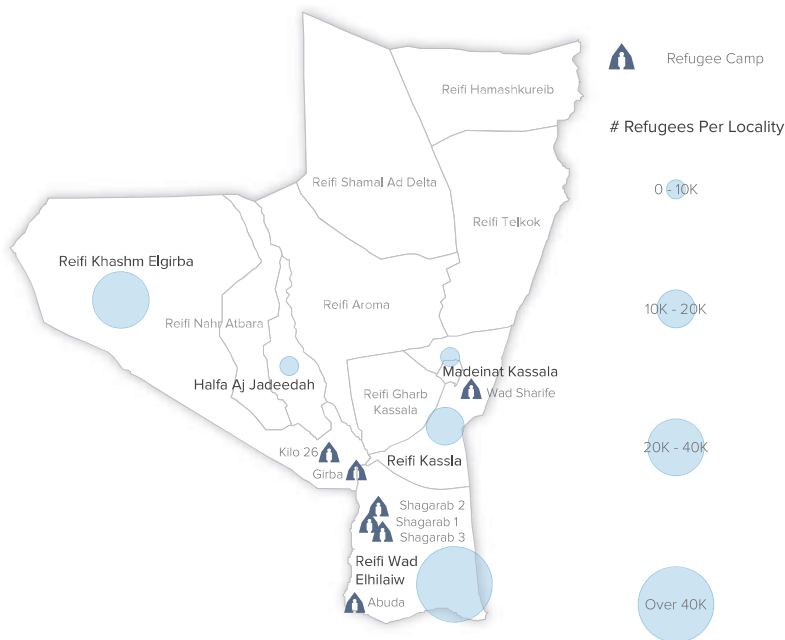 Refugee Camp
Reifi Hamashkureib
# Refugees Per Locality
Reifi Shamal Ad Delta
0 - 10K
Reifi Telkok
Reifi Khashm Elgirba
Reifi Aroma
10K - 20K
Reifi Nahr Atbara
Madeinat Kassala
Halfa Aj Jadeedah
Reifi Gharb
Kassala
Wad Sharife
20K - 40K
Kilo 26
Reifi Kassla
Girba
Shagarab 2
Shagarab 1
Shagarab 3
Reifi Wad
Elhilaiw
Abuda
Over 40K